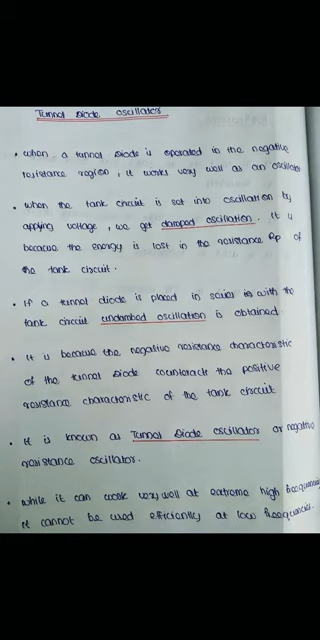 Tunnel Diode oscillator
• when a tunnel Diode is operated in the negative
resistance region, it works very well as an oscillator
• when the tank circuit is set into oscillation by
applying voltage, we get damped oscillation. It is
because the energy is lost in the resistance Rp of
the tank circuit.
• If a tunnel diode is placed in series with the
tank circuit undamped oscillation is obtained.
• It is because the negative resistance characteristic
of the tunnel Diode counteracts the positive
resistance characteristic of the tank circuit
• It is known as Tunnel Diode oscillator or negative
resistance oscillator.
• while it can work very well at extreme high frequencies
it cannot be used efficiently at low frequencies.